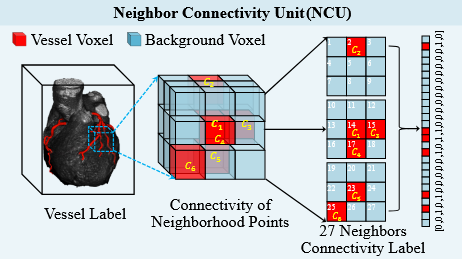 Neighbor Connectivity Unit(NCU)
Vessel Voxel
Background Voxel
C1
C3
C4
C5
C6
1 2 3
C2
4 5 6
7 8 9
10 11 12
13 14 15
C1 C3
16 17 18
C4
19 20 21
22 23 24
C5
25 26 27
C6
Vessel Label
Connectivity of
Neighborhood Points
27 Neighbors
Connectivity Label